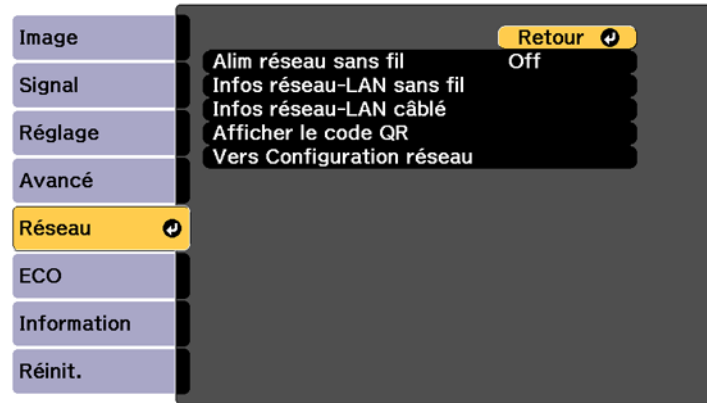 Image
Signal
Réglage
Avancé
Réseau
ECO
Information
Réinit.
Retour
Alim réseau sans fil Off
Infos réseau-LAN sans fil
Infos réseau-LAN câblé
Afficher le code QR
Vers Configuration réseau